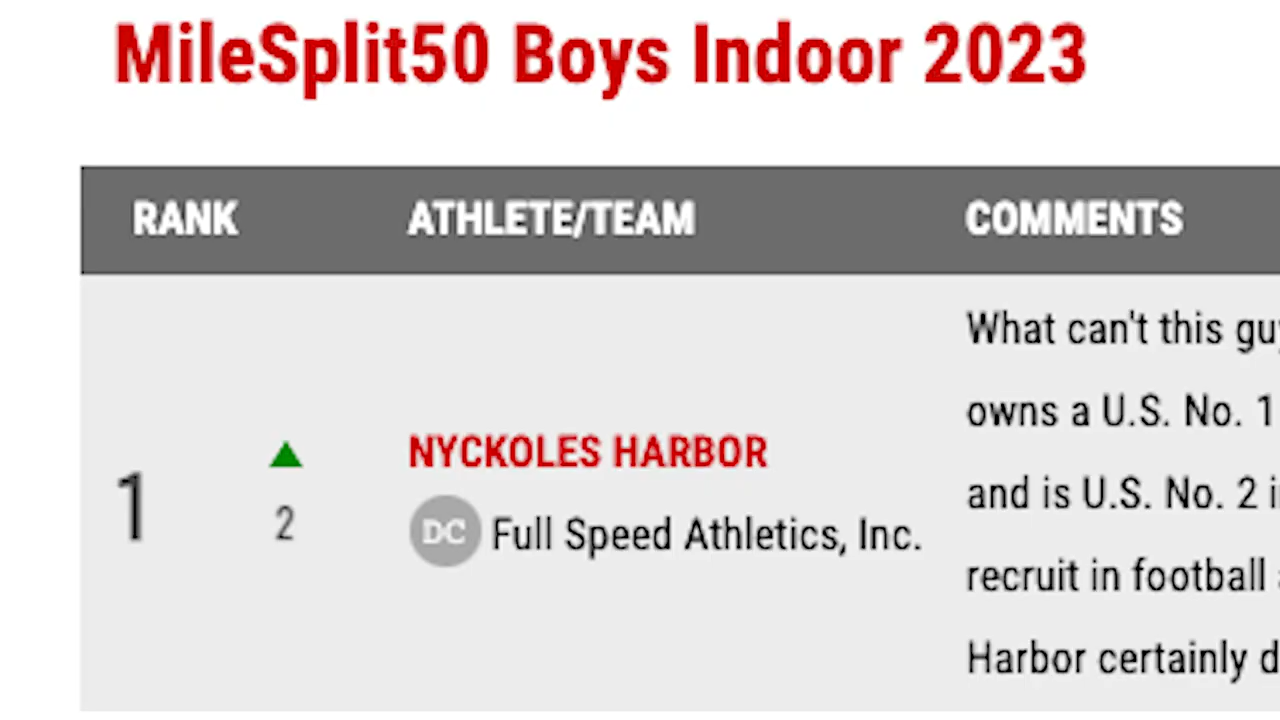 MileSplit50 Boys Indoor 2023
RANK ATHLETE/TEAM COMMENTS
What can't this
owns a U.S. No. 1
NYCKOLES HARBOR
and is U.S. No. 2
1 2
DC Full Speed Athletics, Inc.
recruit in football
Harbor certainly